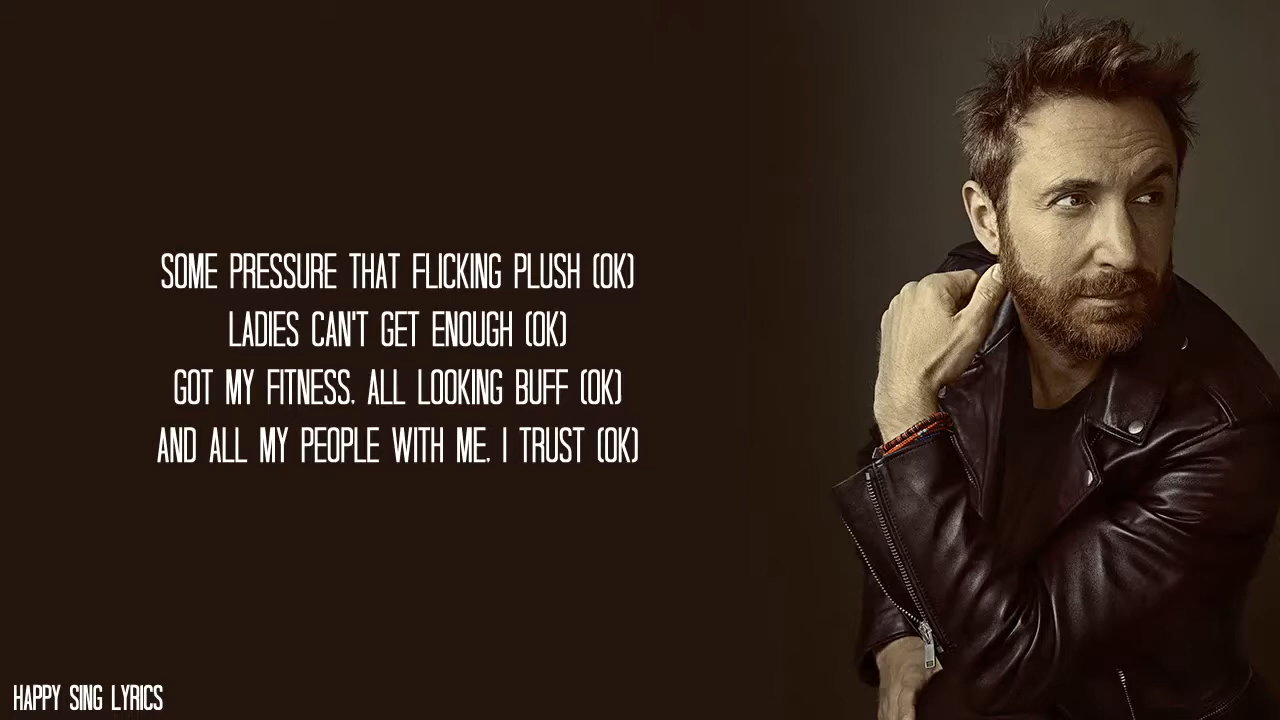 SOME PRESSURE THAT FLICKING PLUSH (OK)
LADIES CAN'T GET ENOUGH (OK)
GOT MY FITNESS, ALL LOOKING BUFF (OK)
AND ALL MY PEOPLE WITH ME, I TRUST (OK)
HAPPY SING LYRICS